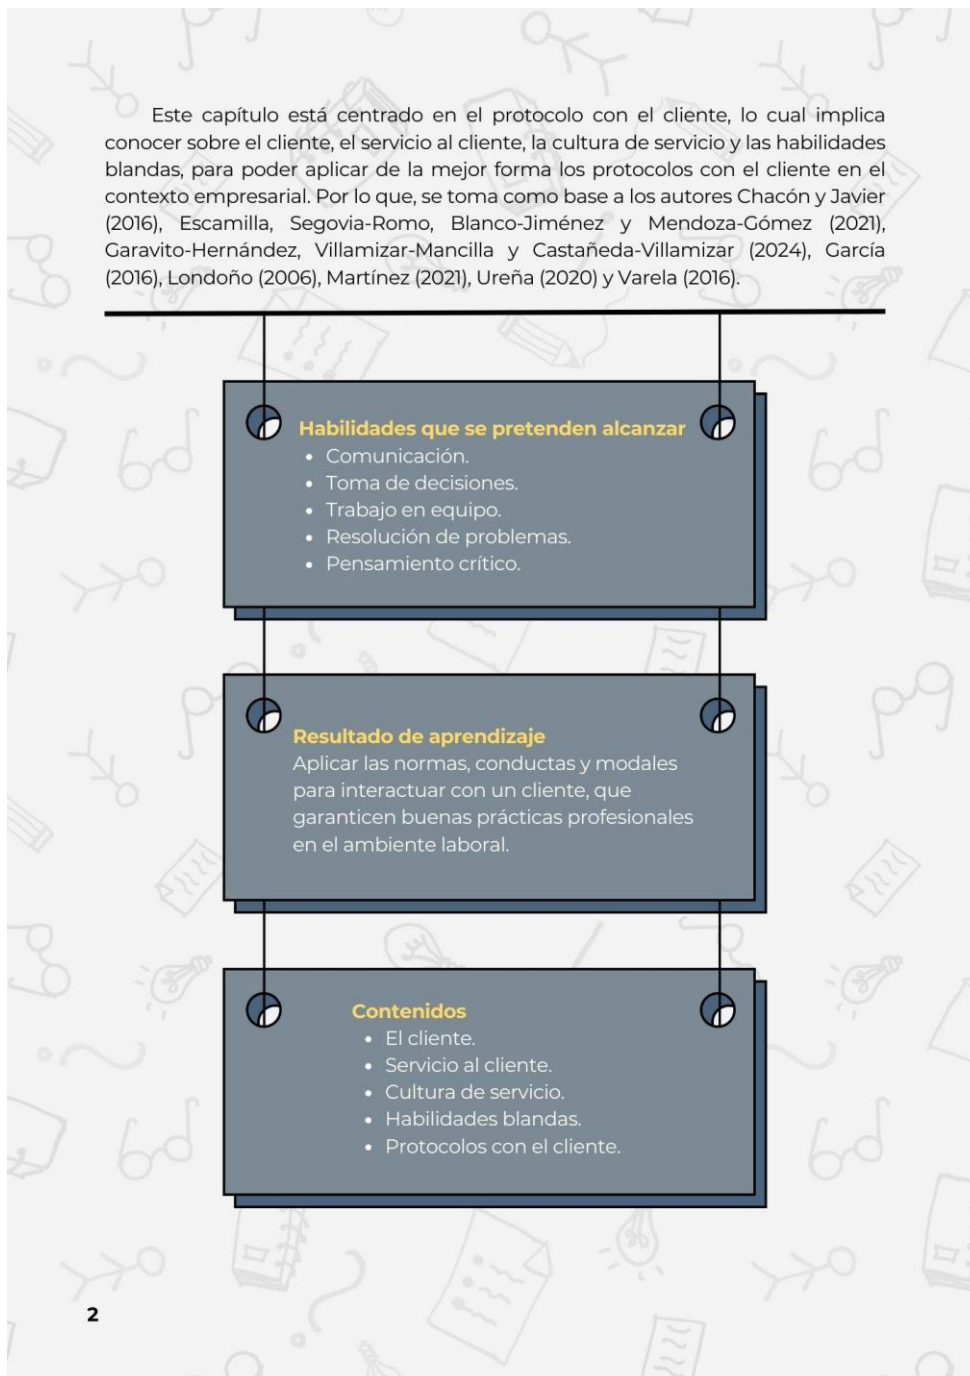 Este capítulo está centrado en el protocolo con el cliente, lo cual implica
conocer sobre el cliente, el servicio al cliente, la cultura de servicio y las habilidades
blandas, para poder aplicar de la mejor forma los protocolos con el cliente en el
contexto empresarial. Por lo que, se toma como base a los autores Chacón y Javier
(2016), Escamilla, Segovia-Romo, Blanco-Jiménez y Mendoza-Gómez (2021),
Garavito-Hernández, Villamizar-Mancilla y Castañeda-Villamizar (2024), García
(2016), Londoño (2006), Martínez (2021), Ureña (2020) y Varela (2016).
Habilidades que se pretenden alcanzar
• Comunicación.
• Toma de decisiones.
• Trabajo en equipo.
• Resolución de problemas.
• Pensamiento crítico.
Resultado de aprendizaje
Aplicar las normas, conductas y modales
para interactuar con un cliente, que
garanticen buenas prácticas profesionales
en el ambiente laboral.
Contenidos
• El cliente.
• Servicio al cliente.
• Cultura de servicio.
• Habilidades blandas.
• Protocolos con el cliente.
2